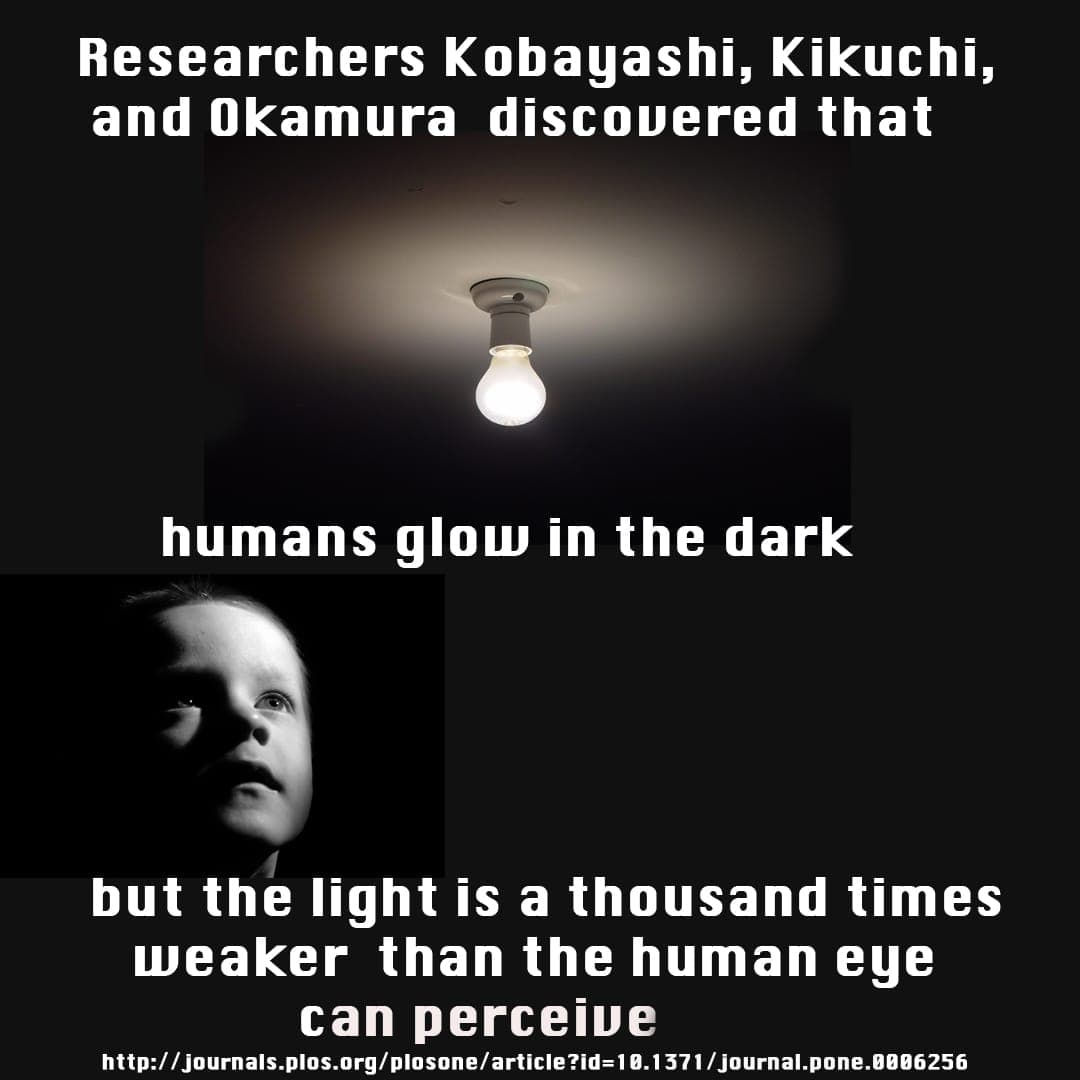 Researchers Kobayashi, Kikuchi,
and Okamura discovered that
humans glow in the dark
but the light is a thousand times
weaker than the human eye
can perceive
http://journals.plos.org/plosone/article?id=10.1371/journal.pone.0006256